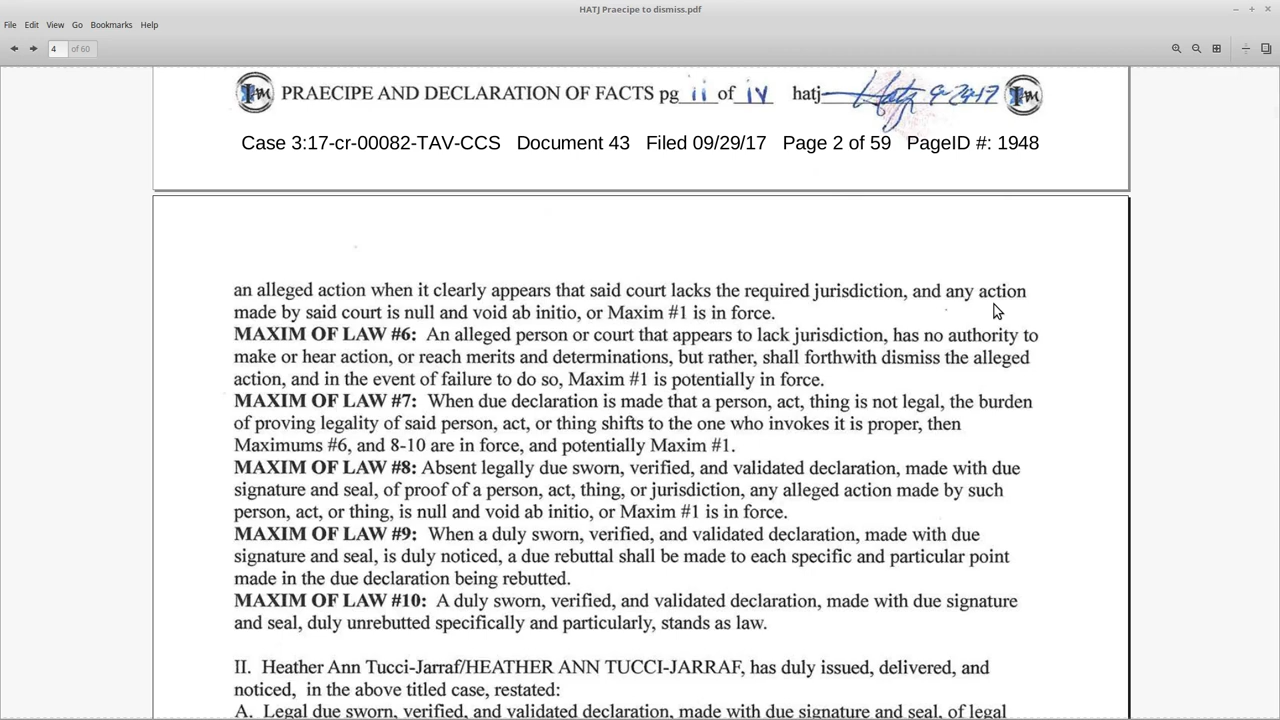 HATJ Praecipe to dismiss.pdf
File Edit View Go Bookmarks Help
4 of 60
PRAECIPE AND DECLARATION OF FACTS pg ii of iv hatj Hatj 9-29-17
Case 3:17-cr-00082-TAV-CCS Document 43 Filed 09/29/17 Page 2 of 59 PageID #: 1948
an alleged action when it clearly appears that said court lacks the required jurisdiction, and any action
made by said court is null and void ab initio, or Maxim #1 is in force.
MAXIM OF LAW #6: An alleged person or court that appears to lack jurisdiction, has no authority to
make or hear action, or reach merits and determinations, but rather, shall forthwith dismiss the alleged
action, and in the event of failure to do so, Maxim #1 is potentially in force.
MAXIM OF LAW #7: When due declaration is made that a person, act, thing is not legal, the burden
of proving legality of said person, act, or thing shifts to the one who invokes it is proper, then
Maximums #6, and 8-10 are in force, and potentially Maxim #1.
MAXIM OF LAW #8: Absent legally due sworn, verified, and validated declaration, made with due
signature and seal, of proof of a person, act, thing, or jurisdiction, any alleged action made by such
person, act, or thing, is null and void ab initio, or Maxim #1 is in force.
MAXIM OF LAW #9: When a duly sworn, verified, and validated declaration, made with due
signature and seal, is duly noticed, a due rebuttal shall be made to each specific and particular point
made in the due declaration being rebutted.
MAXIM OF LAW #10: A duly sworn, verified, and validated declaration, made with due signature
and seal, duly unrebutted specifically and particularly, stands as law.
II. Heather Ann Tucci-Jarraf/HEATHER ANN TUCCI-JARRAF, has duly issued, delivered, and
noticed, in the above titled case, restated:
A. Legal due sworn, verified, and validated declaration, made with due signature and seal, of legal